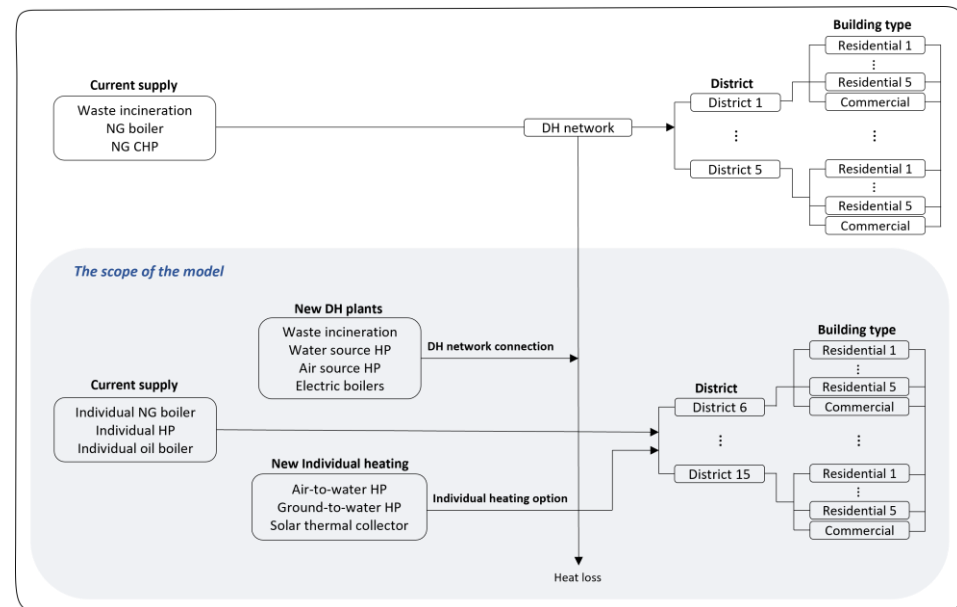 Building type
Residential 1
⋮
Residential 5
Commercial
Current supply
Waste incineration
NG boiler
NG CHP
DH network
District
District 1
⋮
District 5
⋮
Residential 1
⋮
Residential 5
Commercial
The scope of the model
New DH plants
Waste incineration
Water source HP
Air source HP
Electric boilers
DH network connection
Current supply
Individual NG boiler
Individual HP
Individual oil boiler
New Individual heating
Air-to-water HP
Ground-to-water HP
Solar thermal collector
Individual heating option
Heat loss
District
District 6
⋮
District 15
Building type
Residential 1
⋮
Residential 5
Commercial
⋮
Residential 1
⋮
Residential 5
Commercial